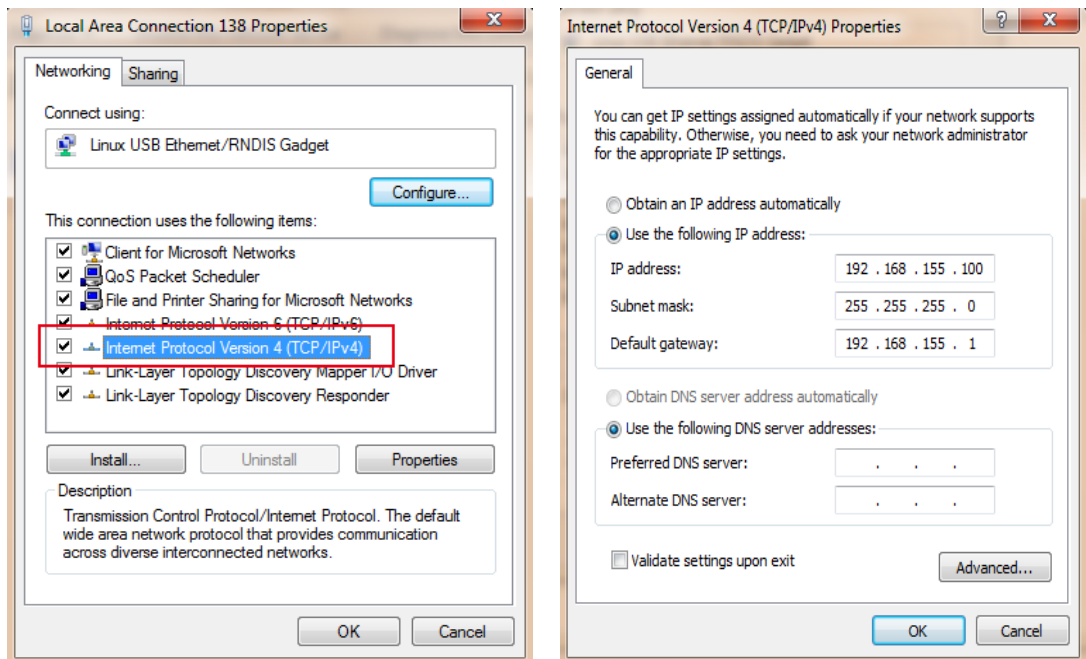 Local Area Connection 138 Properties
Networking
Sharing
Connect using:
Linux USB Ethernet/RNDIS Gadget
Configure...
This connection uses the following items:
Client for Microsoft Networks
QoS Packet Scheduler
File and Printer Sharing for Microsoft Networks
Internet Protocol Version 6 (TCP/IPv6)
Internet Protocol Version 4 (TCP/IPv4)
Link-Layer Topology Discovery Mapper I/O Driver
Link-Layer Topology Discovery Responder
Install...
Uninstall
Properties
Description
Transmission Control Protocol/Internet Protocol. The default
wide area network protocol that provides communication
across diverse interconnected networks.
OK
Cancel
Internet Protocol Version 4 (TCP/IPv4) Properties
General
You can get IP settings assigned automatically if your network supports
this capability. Otherwise, you need to ask your network administrator
for the appropriate IP settings.
Obtain an IP address automatically
Use the following IP address:
IP address: 192 . 168 . 155 . 100
Subnet mask: 255 . 255 . 255 . 0
Default gateway: 192 . 168 . 155 . 1
Obtain DNS server address automatically
Use the following DNS server addresses:
Preferred DNS server: . . .
Alternate DNS server: . . .
Validate settings upon exit
Advanced...
OK
Cancel